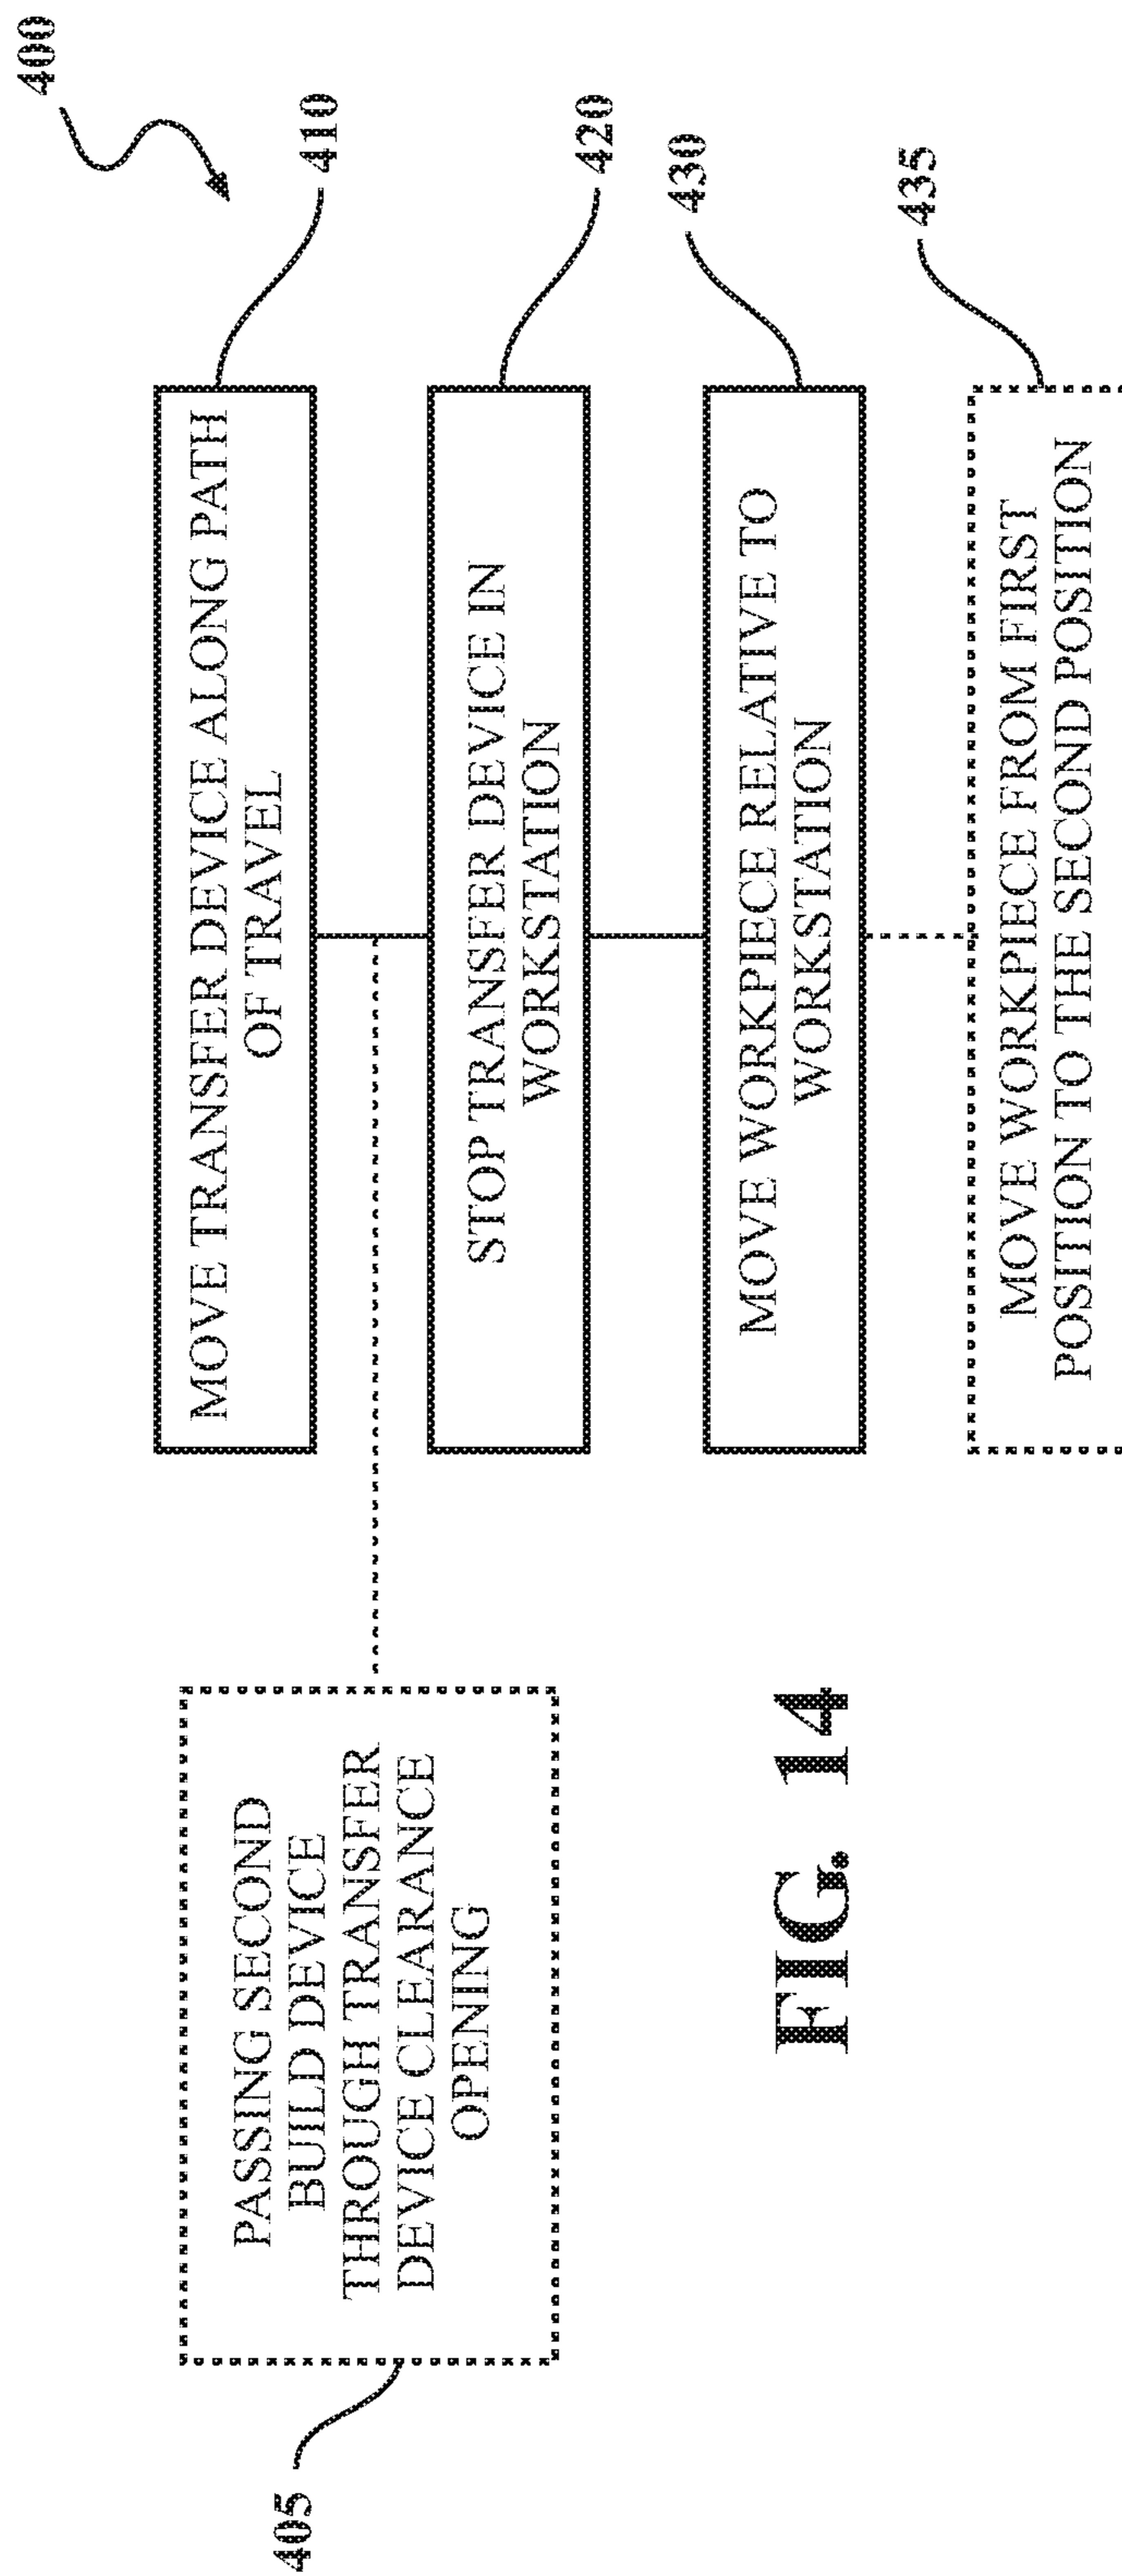 400
410
MOVE TRANSFER DEVICE ALONG PATH
OF TRAVEL
405
PASSING SECOND
BUILD DEVICE
THROUGH TRANSFER
DEVICE CLEARANCE
OPENING
420
STOP TRANSFER DEVICE IN
WORKSTATION
430
MOVE WORKPIECE RELATIVE TO
WORKSTATION
435
MOVE WORKPIECE FROM FIRST
POSITION TO THE SECOND POSITION
FIG. 14